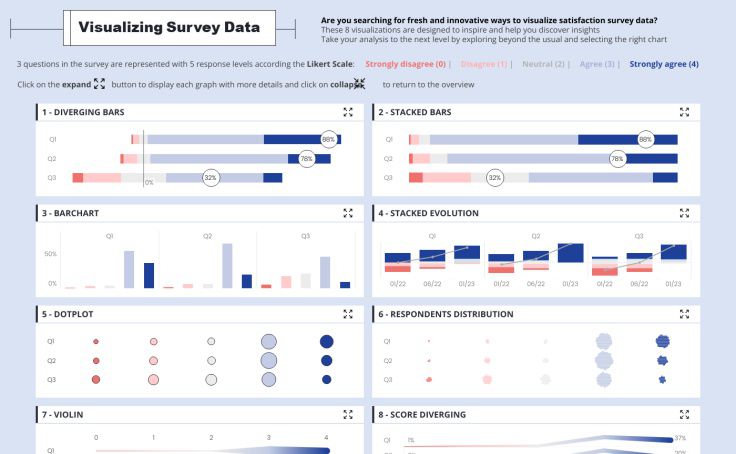 Visualizing Survey Data
Are you searching for fresh and innovative ways to visualize satisfaction survey data?
These 8 visualizations are designed to inspire and help you discover insights
Take your analysis to the next level by exploring beyond the usual and selecting the right chart
3 questions in the survey are represented with 5 response levels according the Likert Scale: Strongly disagree (0) | Disagree (1) | Neutral (2) | Agree (3) | Strongly agree (4)
Click on the expand button to display each graph with more details and click on collapse to return to the overview
1 - DIVERGING BARS
Q1 88%
Q2 78%
Q3 32%
0%
2 - STACKED BARS
Q1 88%
Q2 78%
Q3 32%
3 - BARCHART
Q1 Q2 Q3
50%
0%
4 - STACKED EVOLUTION
Q1 Q2 Q3
01/22 06/22 01/23 01/22 06/22 01/23 01/22 06/22 01/23
5 - DOTPLOT
Q1
Q2
Q3
6 - RESPONDENTS DISTRIBUTION
Q1
Q2
Q3
7 - VIOLIN
0 1 2 3 4
Q1
8 - SCORE DIVERGING
Q1 1% 37%